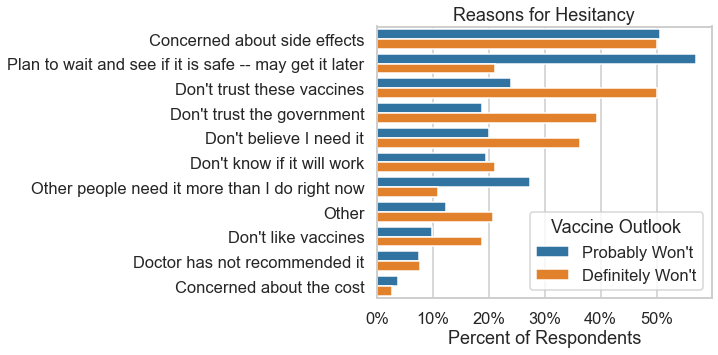 Reasons for Hesitancy
Concerned about side effects
Plan to wait and see if it is safe -- may get it later
Don't trust these vaccines
Don't trust the government
Don't believe I need it
Don't know if it will work
Other people need it more than I do right now
Other
Don't like vaccines
Doctor has not recommended it
Concerned about the cost
Vaccine Outlook
Probably Won't
Definitely Won't
0% 10% 20% 30% 40% 50%
Percent of Respondents